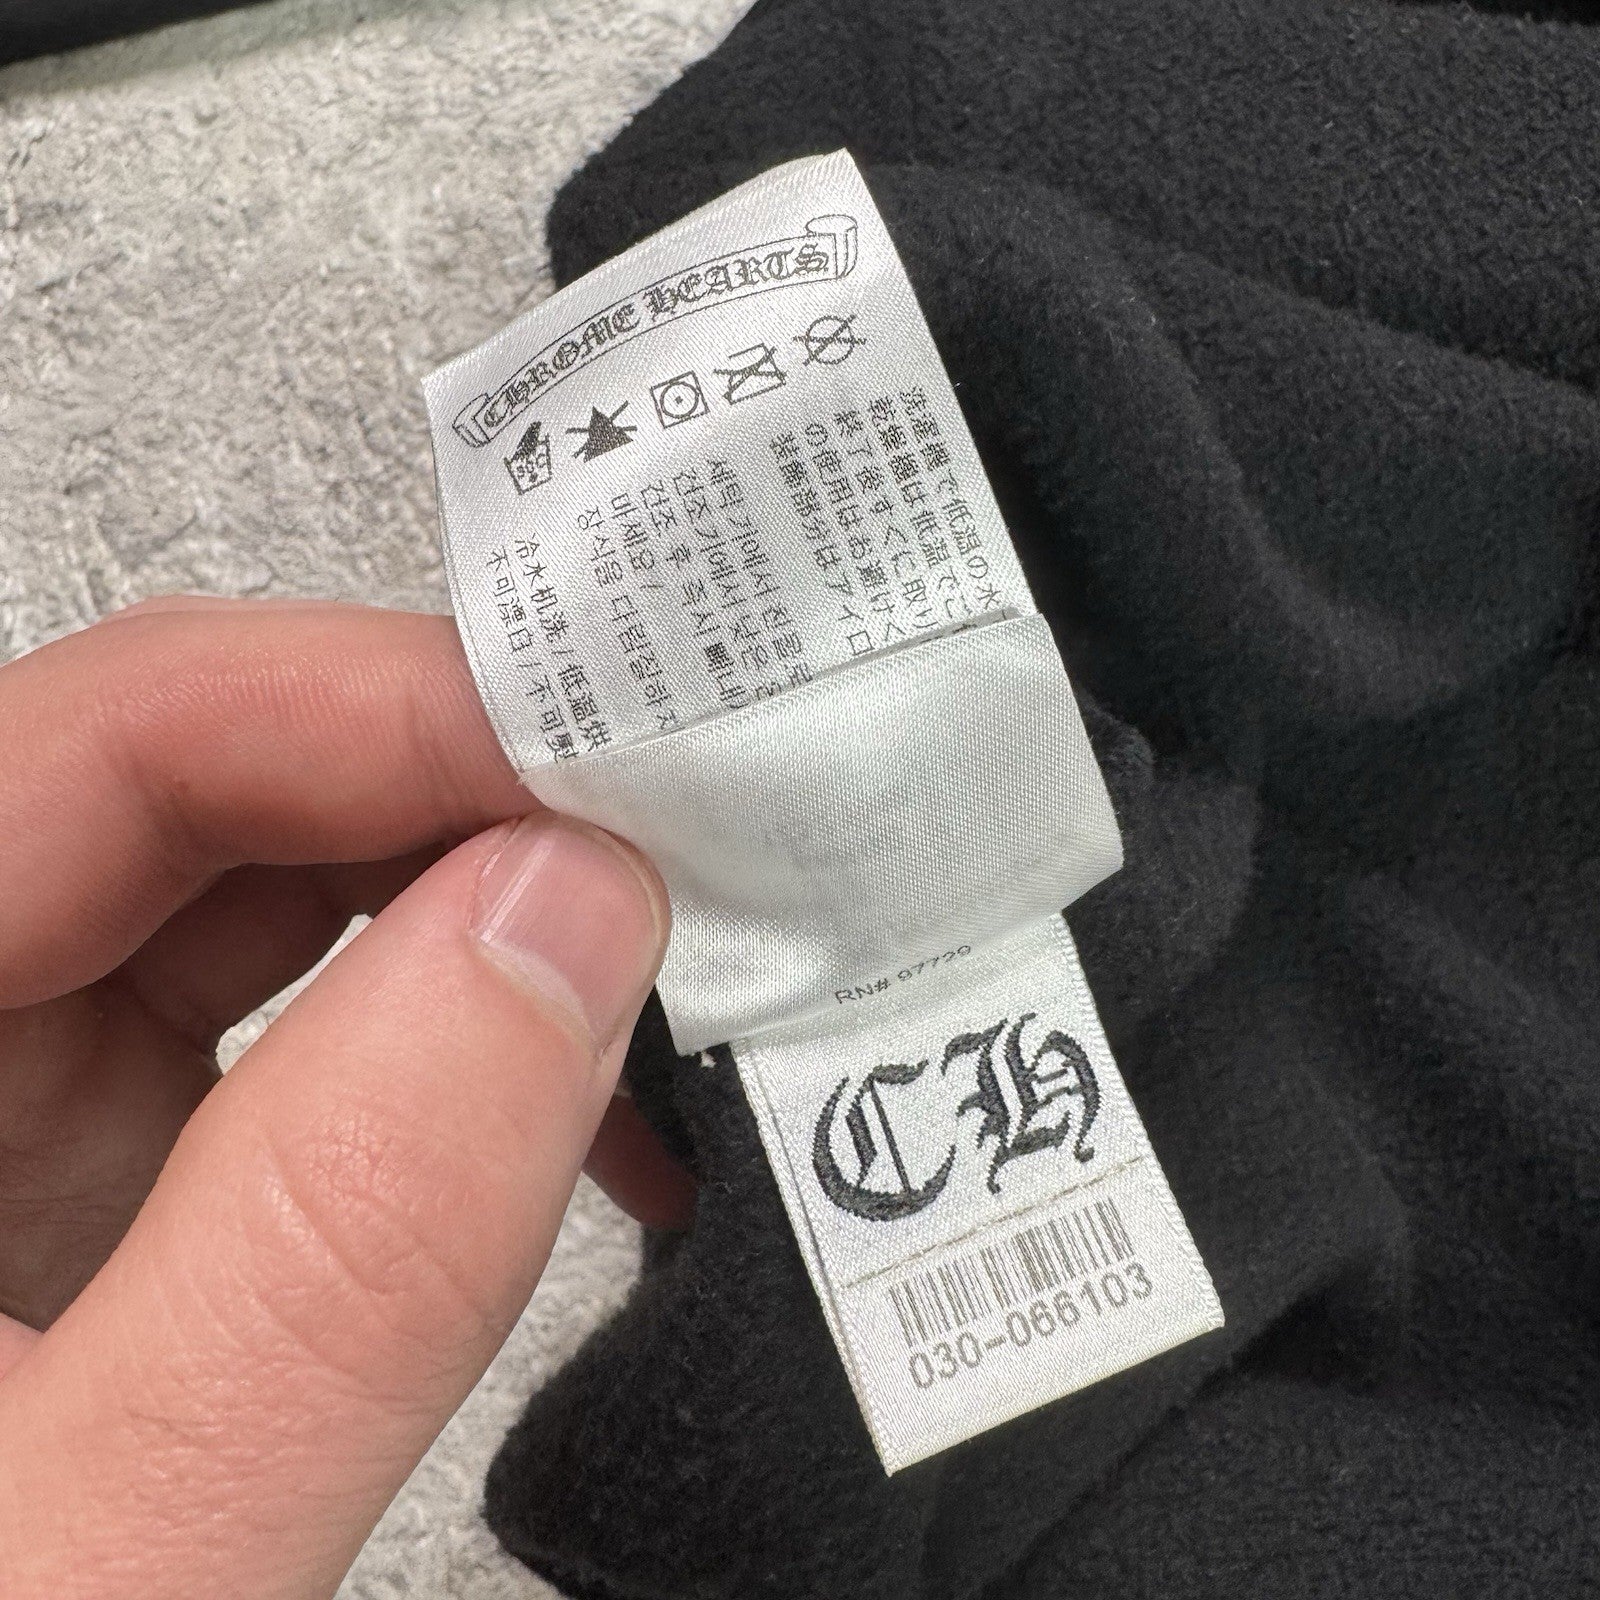 CHROME HEARTS
洗濯機で低温の水
乾燥機は低温でご
終了後すぐに取り
の使用はお避けく
装飾部分はアイロ
세탁기에서 찬물로
건조기에서 낮은
건조 후 즉시 빼내
마세요 /
장식을 다림질하지
冷水机洗 / 低温烘
不可漂白 / 不可熨
RN# 97729
CH
030-066103